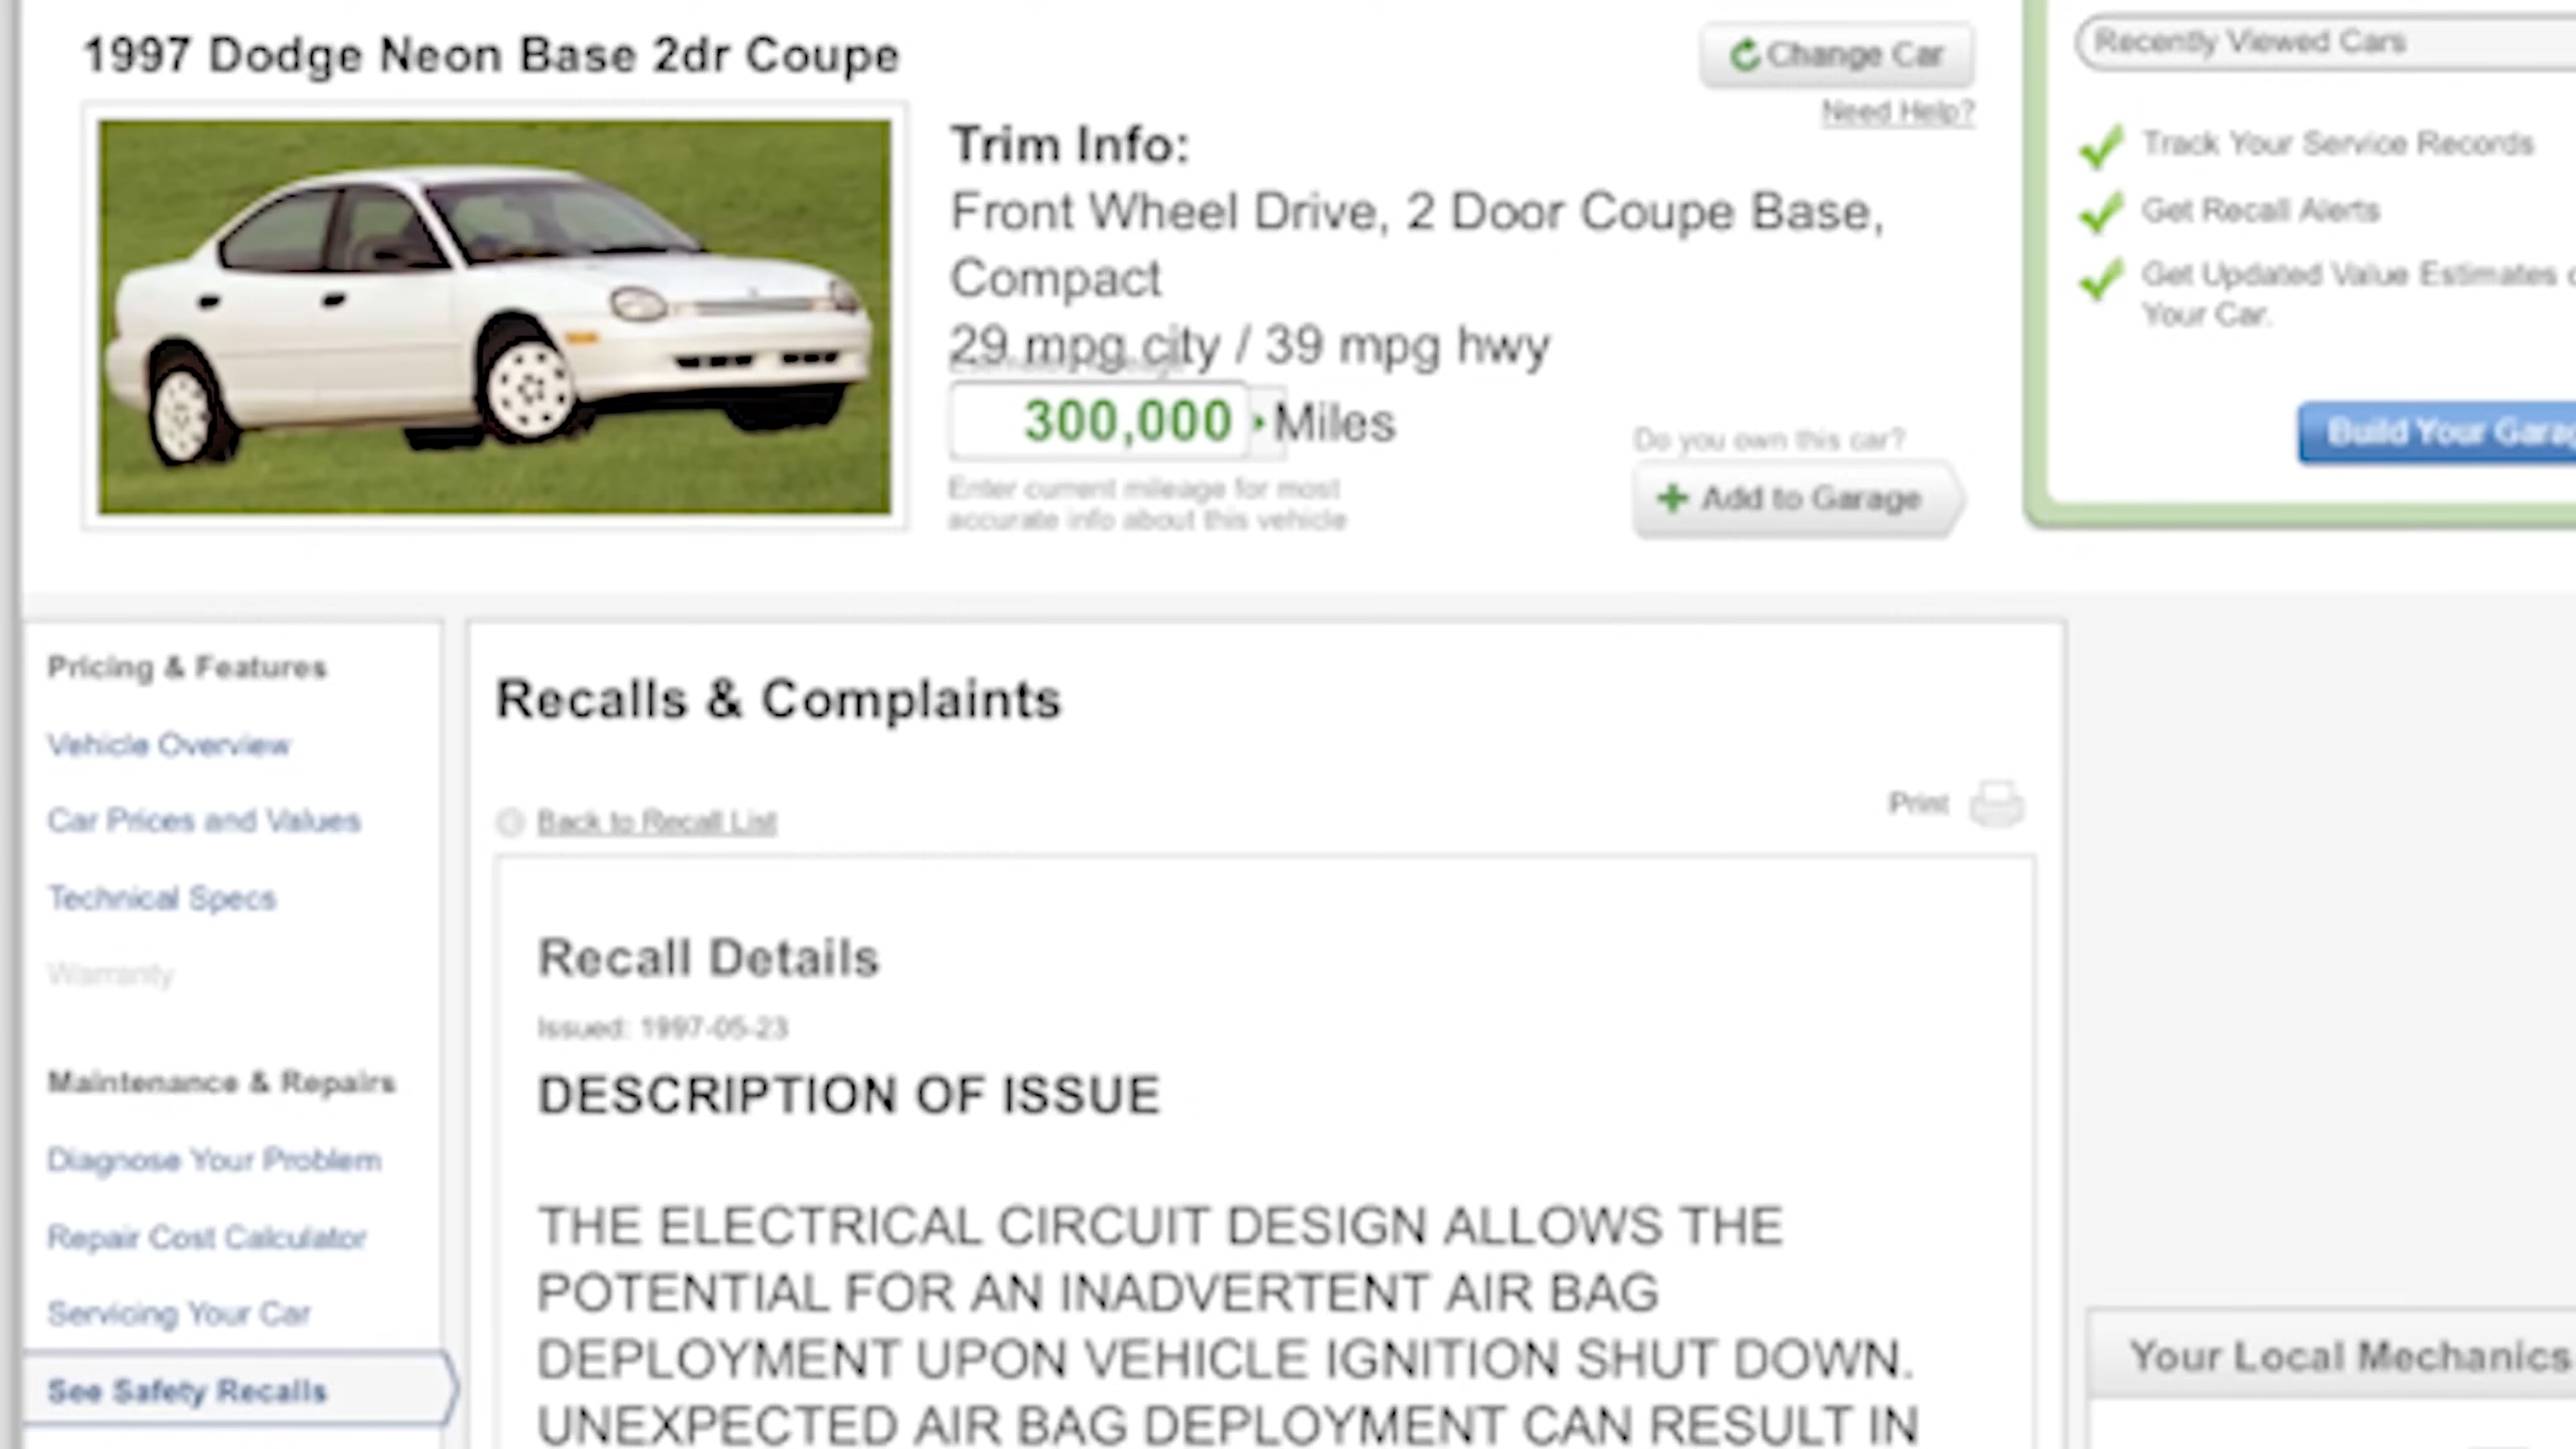 1997 Dodge Neon Base 2dr Coupe
Change Car
Need Help?
Trim Info:
Front Wheel Drive, 2 Door Coupe Base,
Compact
29 mpg city / 39 mpg hwy
300,000 Miles
Enter current mileage for most
accurate info about this vehicle
Do you own this car?
Add to Garage
Recently Viewed Cars
Track Your Service Records
Get Recall Alerts
Get Updated Value Estimates
Your Car.
Build Your
Pricing & Features
Vehicle Overview
Car Prices and Values
Technical Specs
Warranty
Maintenance & Repairs
Diagnose Your Problem
Repair Cost Calculator
Servicing Your Car
See Safety Recalls
Recalls & Complaints
Back to Recall List
Print
Recall Details
Issued: 1997-05-23
DESCRIPTION OF ISSUE
THE ELECTRICAL CIRCUIT DESIGN ALLOWS THE
POTENTIAL FOR AN INADVERTENT AIR BAG
DEPLOYMENT UPON VEHICLE IGNITION SHUT DOWN.
UNEXPECTED AIR BAG DEPLOYMENT CAN RESULT IN
Your Local Mechanics